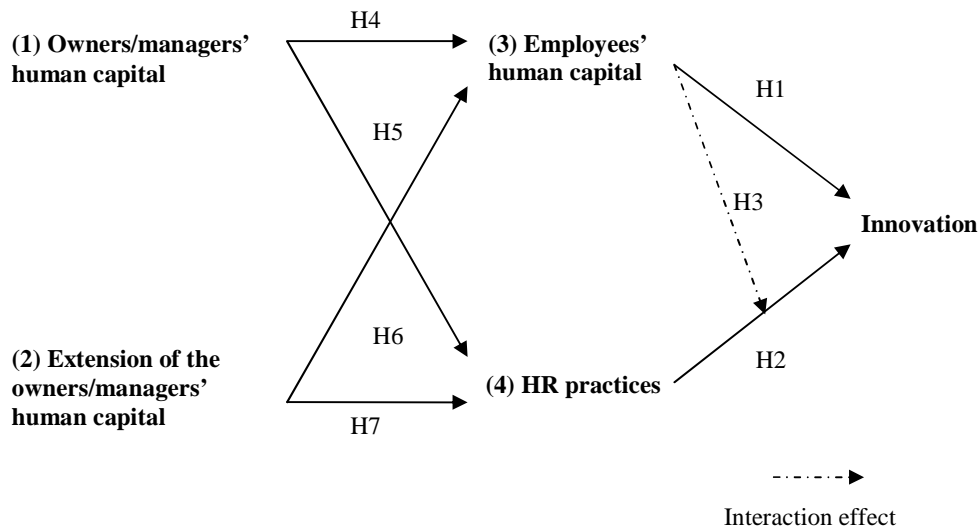 H4
(1) Owners/managers'
human capital
(3) Employees'
human capital
H1
H5
H3
Innovation
H6
(2) Extension of the
owners/managers'
human capital
H2
(4) HR practices
H7
Interaction effect